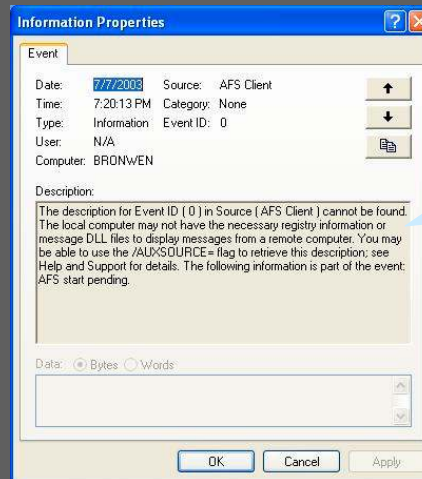 Information Properties
Event
Date: 7/7/2003 Source: AFS Client
Time: 7:20:13 PM Category: None
Type: Information Event ID: 0
User: N/A
Computer: BRONWEN
Description:
The description for Event ID ( 0 ) in Source ( AFS Client ) cannot be found.
The local computer may not have the necessary registry information or
message DLL files to display messages from a remote computer. You may
be able to use the /AUXSOURCE= flag to retrieve this description; see
Help and Support for details. The following information is part of the event:
AFS start pending.
Data: Bytes Words
OK Cancel Apply